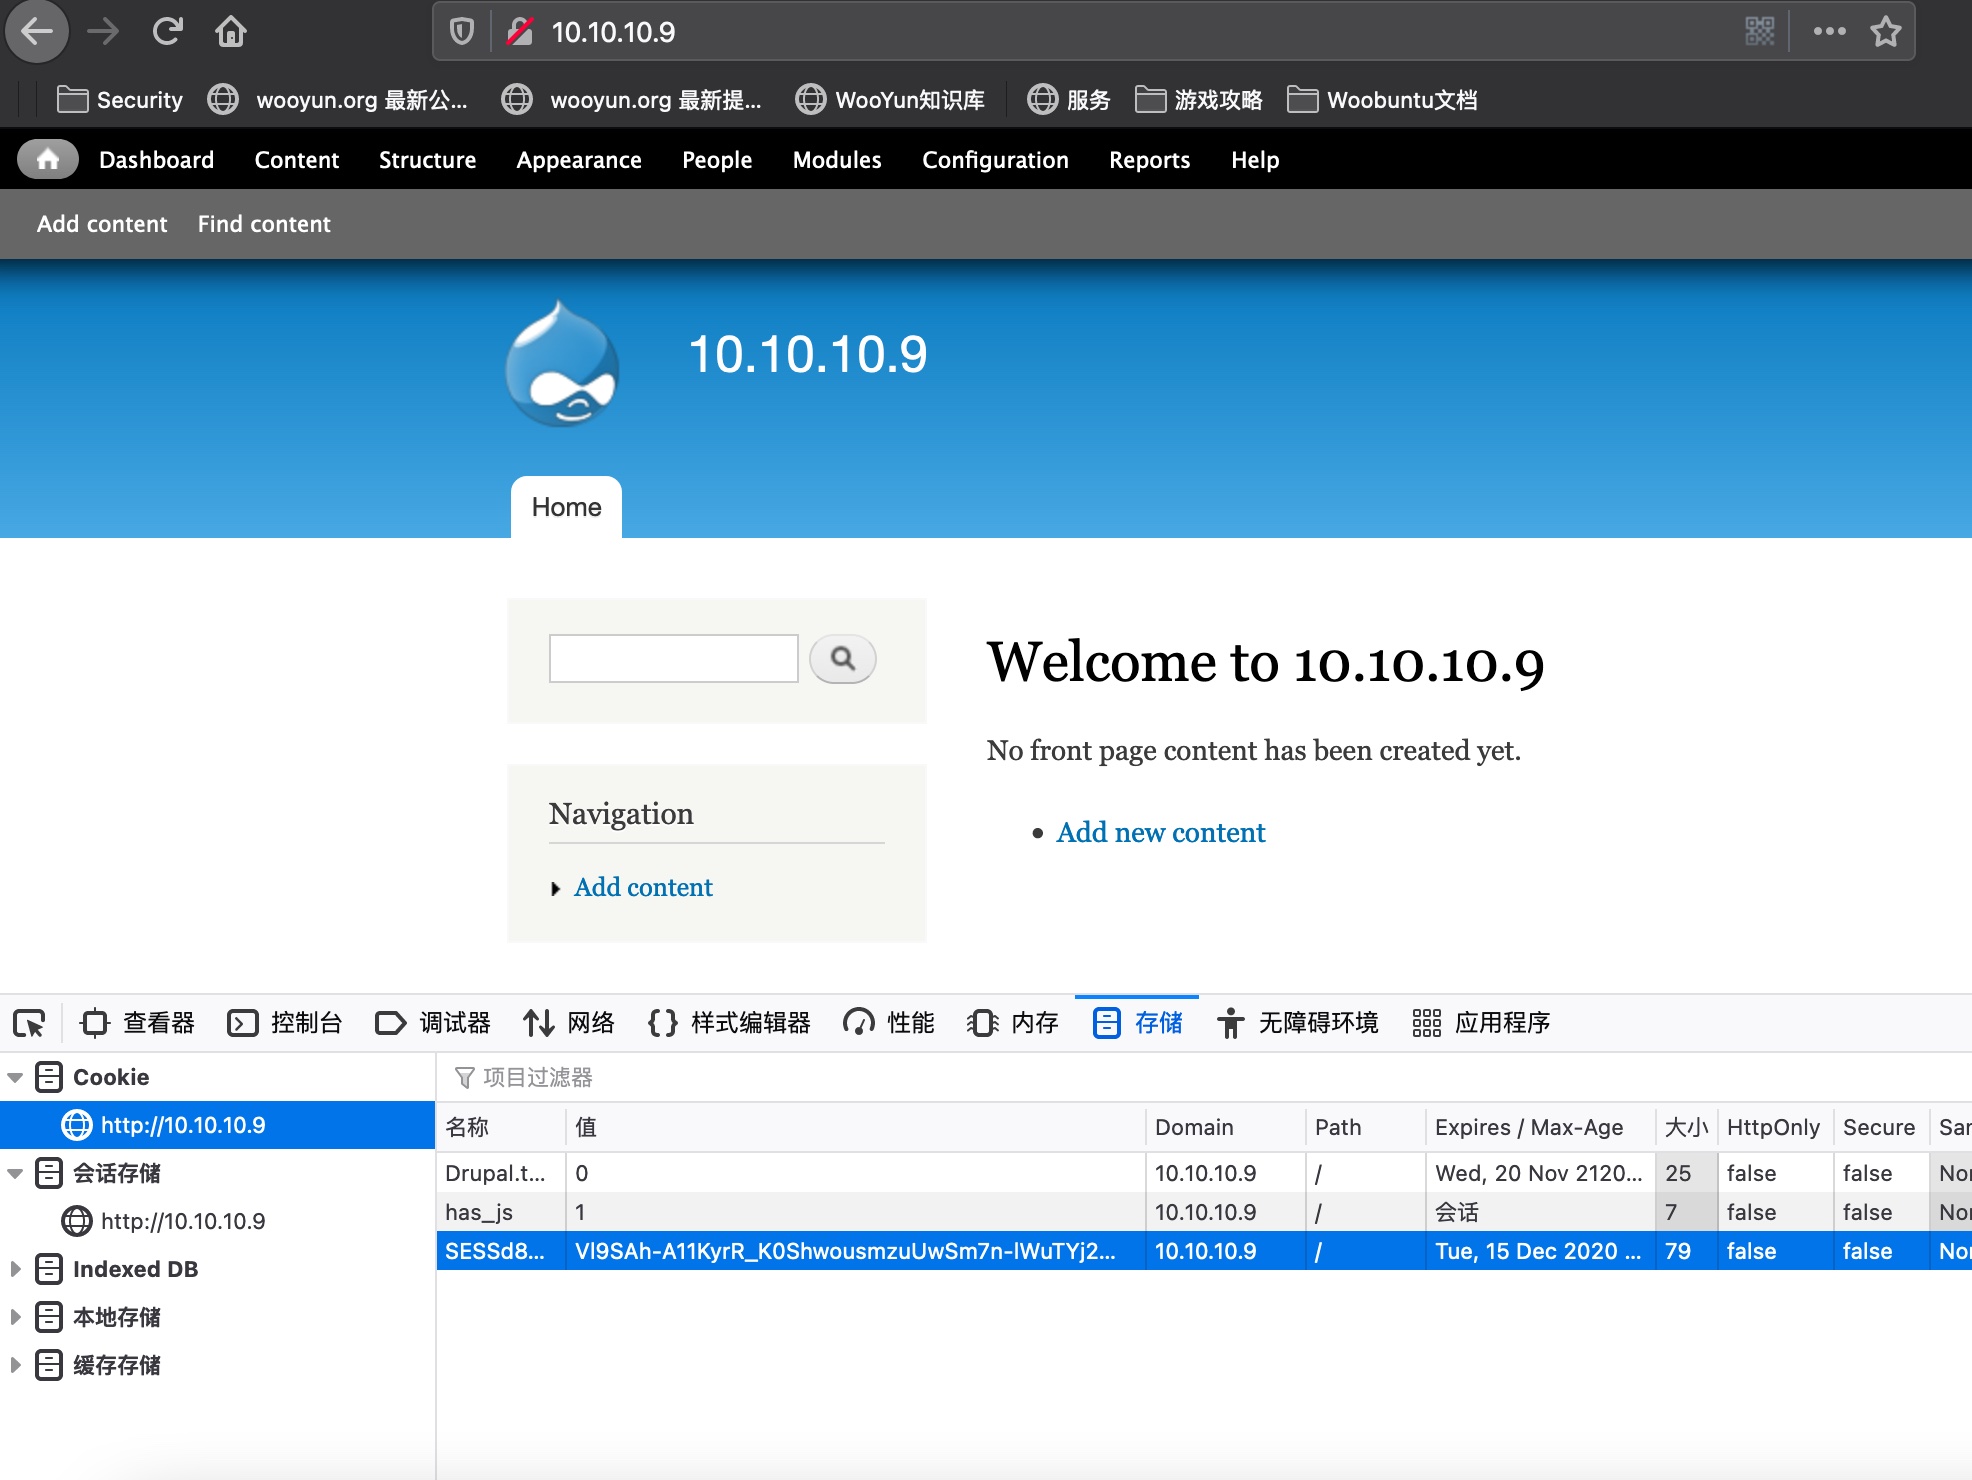 10.10.10.9
Security wooyun.org 最新公... wooyun.org 最新提... WooYun知识库 服务 游戏攻略 Woobuntu文档
Dashboard Content Structure Appearance People Modules Configuration Reports Help
Add content Find content
10.10.10.9
Home
Welcome to 10.10.10.9
No front page content has been created yet.
Navigation
Add new content
Add content
查看器 控制台 调试器 网络 {} 样式编辑器 性能 内存 存储 无障碍环境 应用程序
Cookie
http://10.10.10.9
会话存储
http://10.10.10.9
Indexed DB
本地存储
缓存存储
项目过滤器
名称 值 Domain Path Expires / Max-Age 大小 HttpOnly Secure Sar
Drupal.t... 0 10.10.10.9 / Wed, 20 Nov 2120... 25 false false Nor
has_js 1 10.10.10.9 / 会话 7 false false Nor
SESSd8... Vl9SAh-A11KyrR_K0ShwousmzuUwSm7n-lWuTYj2... 10.10.10.9 / Tue, 15 Dec 2020 ... 79 false false Nor